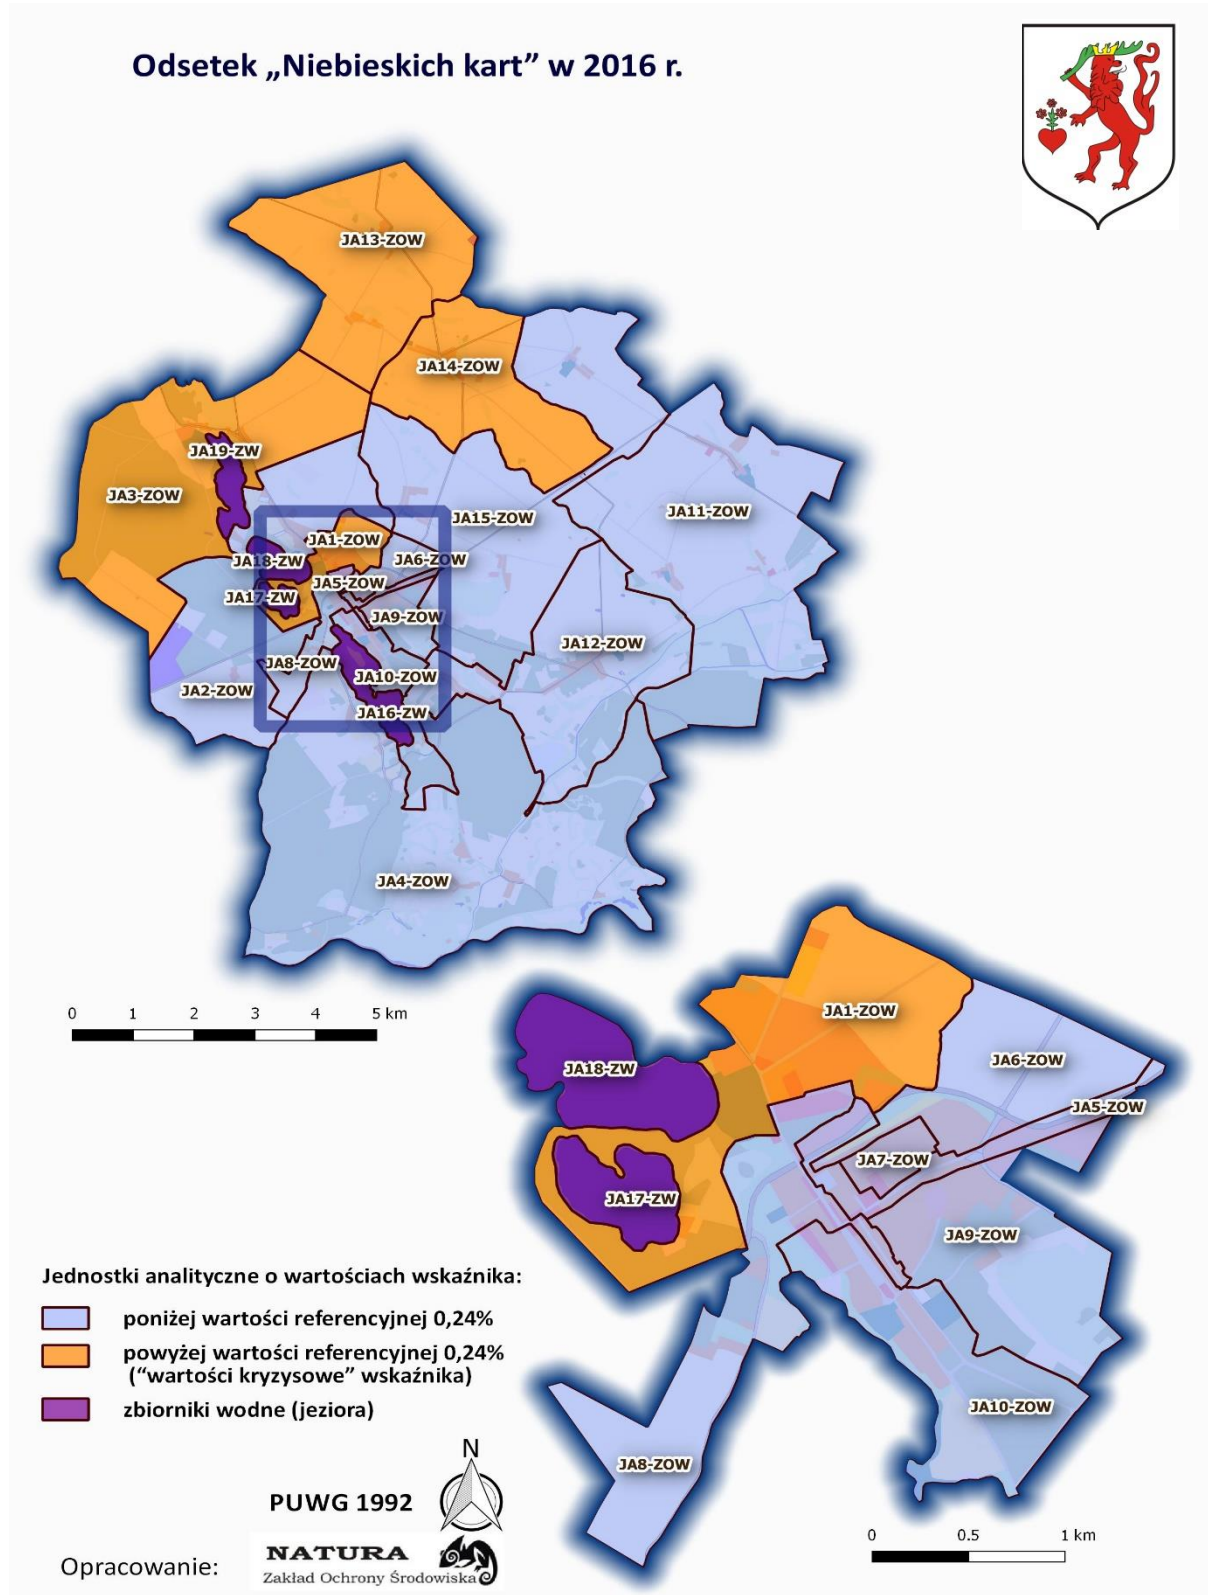 Odsetek „Niebieskich kart” w 2016 r.
JA13-ZOW
JA14-ZOW
JA19-ZW
JA3-ZOW
JA11-ZOW
JA15-ZOW
JA1-ZOW
JA18-ZW
JA6-ZOW
JA5-ZOW
JA17-ZW
JA9-ZOW
JA12-ZOW
JA8-ZOW
JA10-ZOW
JA2-ZOW
JA16-ZW
JA4-ZOW
0 1 2 3 4 5 km
JA1-ZOW
JA6-ZOW
JA18-ZW
JA5-ZOW
JA7-ZOW
JA17-ZW
JA9-ZOW
JA10-ZOW
JA8-ZOW
Jednostki analityczne o wartościach wskaźnika:
poniżej wartości referencyjnej 0,24%
powyżej wartości referencyjnej 0,24%
(“wartości kryzysowe” wskaźnika)
zbiorniki wodne (jeziora)
N
PUWG 1992
0 0.5 1 km
Opracowanie:
NATURA
Zakład Ochrony Środowiska